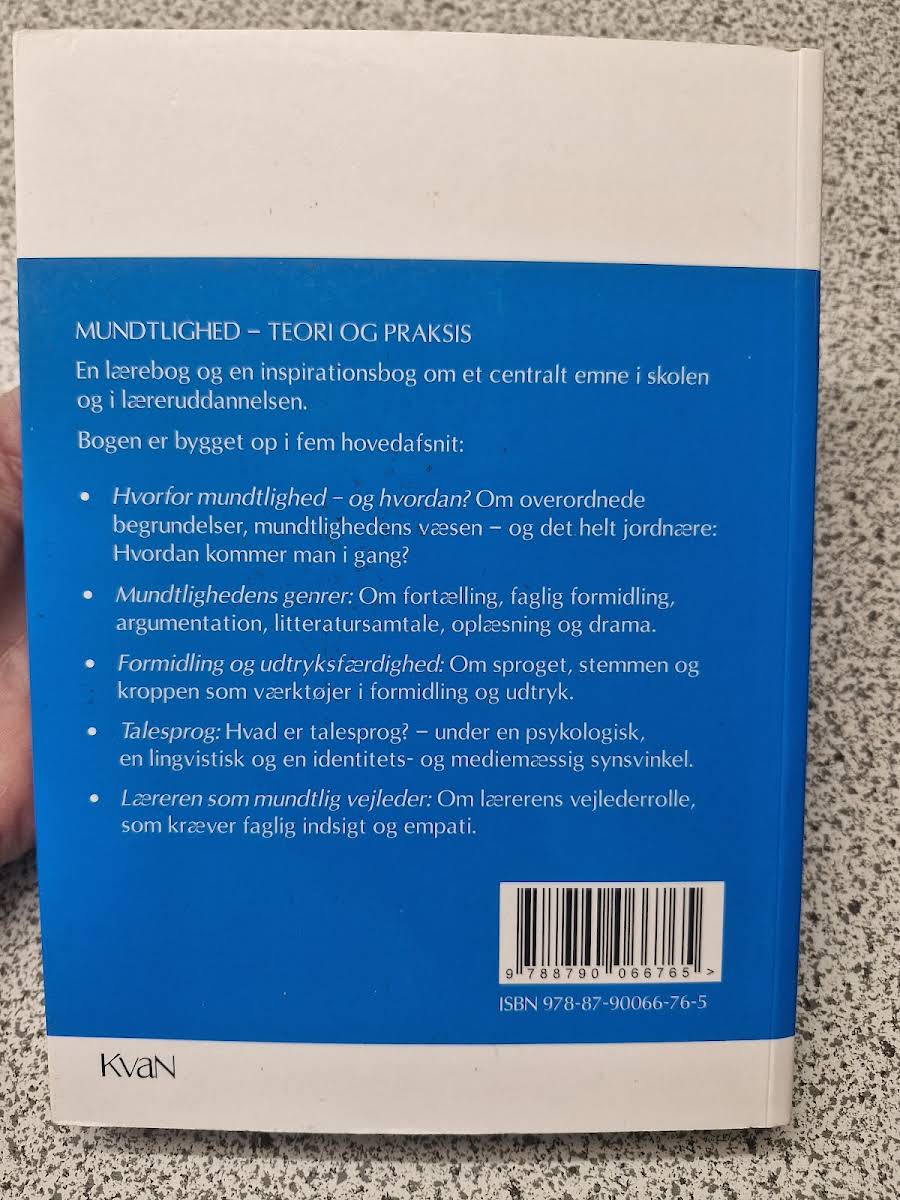 MUNDTLIGHED – TEORI OG PRAKSIS
En lærebog og en inspirationsbog om et centralt emne i skolen
og i læreruddannelsen.
Bogen er bygget op i fem hovedafsnit:
• Hvorfor mundtlighed – og hvordan? Om overordnede
begrundelser, mundtlighedens væsen – og det helt jordnære:
Hvordan kommer man i gang?
• Mundtlighedens genrer: Om fortælling, faglig formidling,
argumentation, litteratursamtale, oplæsning og drama.
• Formidling og udtryksfærdighed: Om sproget, stemmen og
kroppen som værktøjer i formidling og udtryk.
• Talesprog: Hvad er talesprog? – under en psykologisk,
en lingvistisk og en identitets- og mediemæssig synsvinkel.
• Læreren som mundtlig vejleder: Om lærerens vejlederrolle,
som kræver faglig indsigt og empati.
9 788790 066765 >
ISBN 978-87-90066-76-5
KvaN